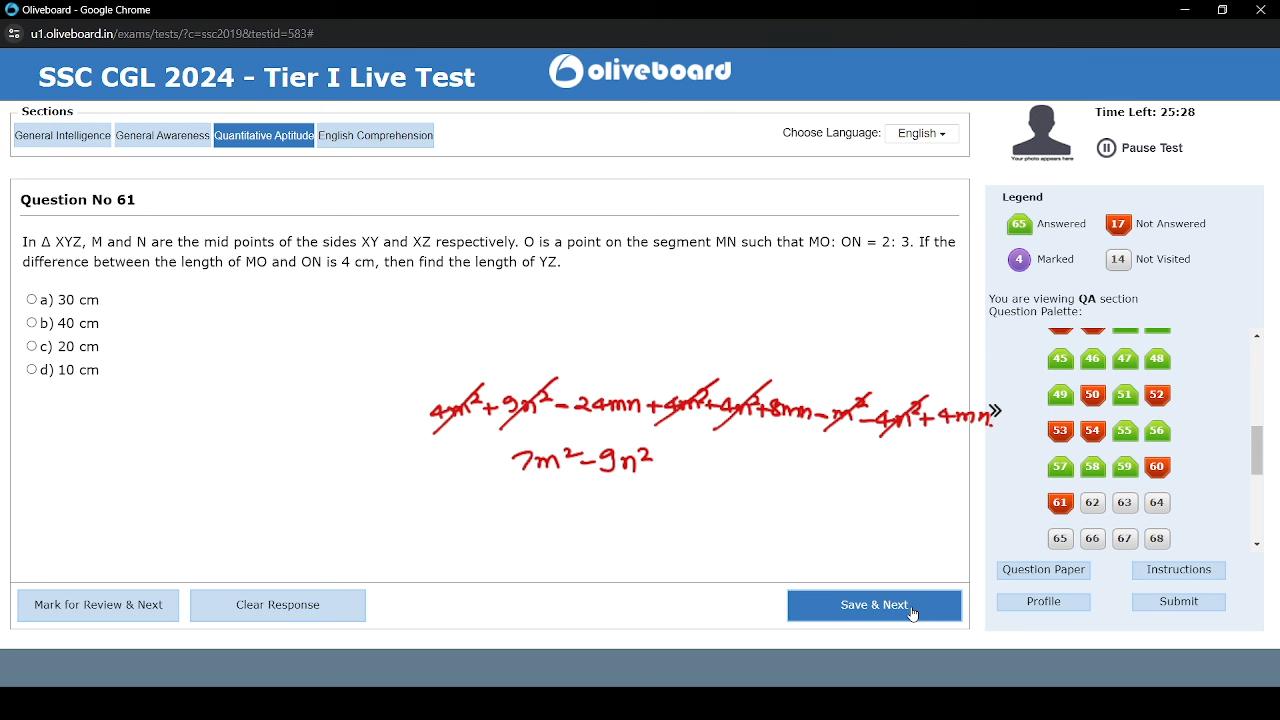 Oliveboard - Google Chrome
u1.oliveboard.in/exams/tests/?c=ssc2019&testid=583#
SSC CGL 2024 - Tier I Live Test
oliveboard
Sections
General Intelligence General Awareness Quantitative Aptitude English Comprehension
Choose Language: English
Your photo appears here
Time Left: 25:28
Pause Test
Question No 61
In Δ XYZ, M and N are the mid points of the sides XY and XZ respectively. O is a point on the segment MN such that MO: ON = 2: 3. If the
difference between the length of MO and ON is 4 cm, then find the length of YZ.
a) 30 cm
b) 40 cm
c) 20 cm
d) 10 cm
4m²+9n²-24mn+4m²+4n²+8mn-m²-4n²+4mn
7m²-9n²
Mark for Review & Next
Clear Response
Save & Next
Legend
65 Answered 17 Not Answered
4 Marked 14 Not Visited
You are viewing QA section
Question Palette:
45 46 47 48
49 50 51 52
53 54 55 56
57 58 59 60
61 62 63 64
65 66 67 68
Question Paper Instructions
Profile Submit